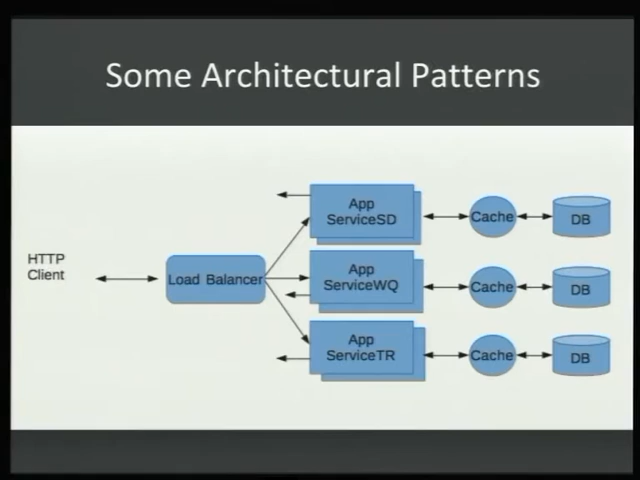 Some Architectural Patterns
HTTP
Client
Load Balancer
App
ServiceSD
Cache
DB
App
ServiceWQ
Cache
DB
App
ServiceTR
Cache
DB